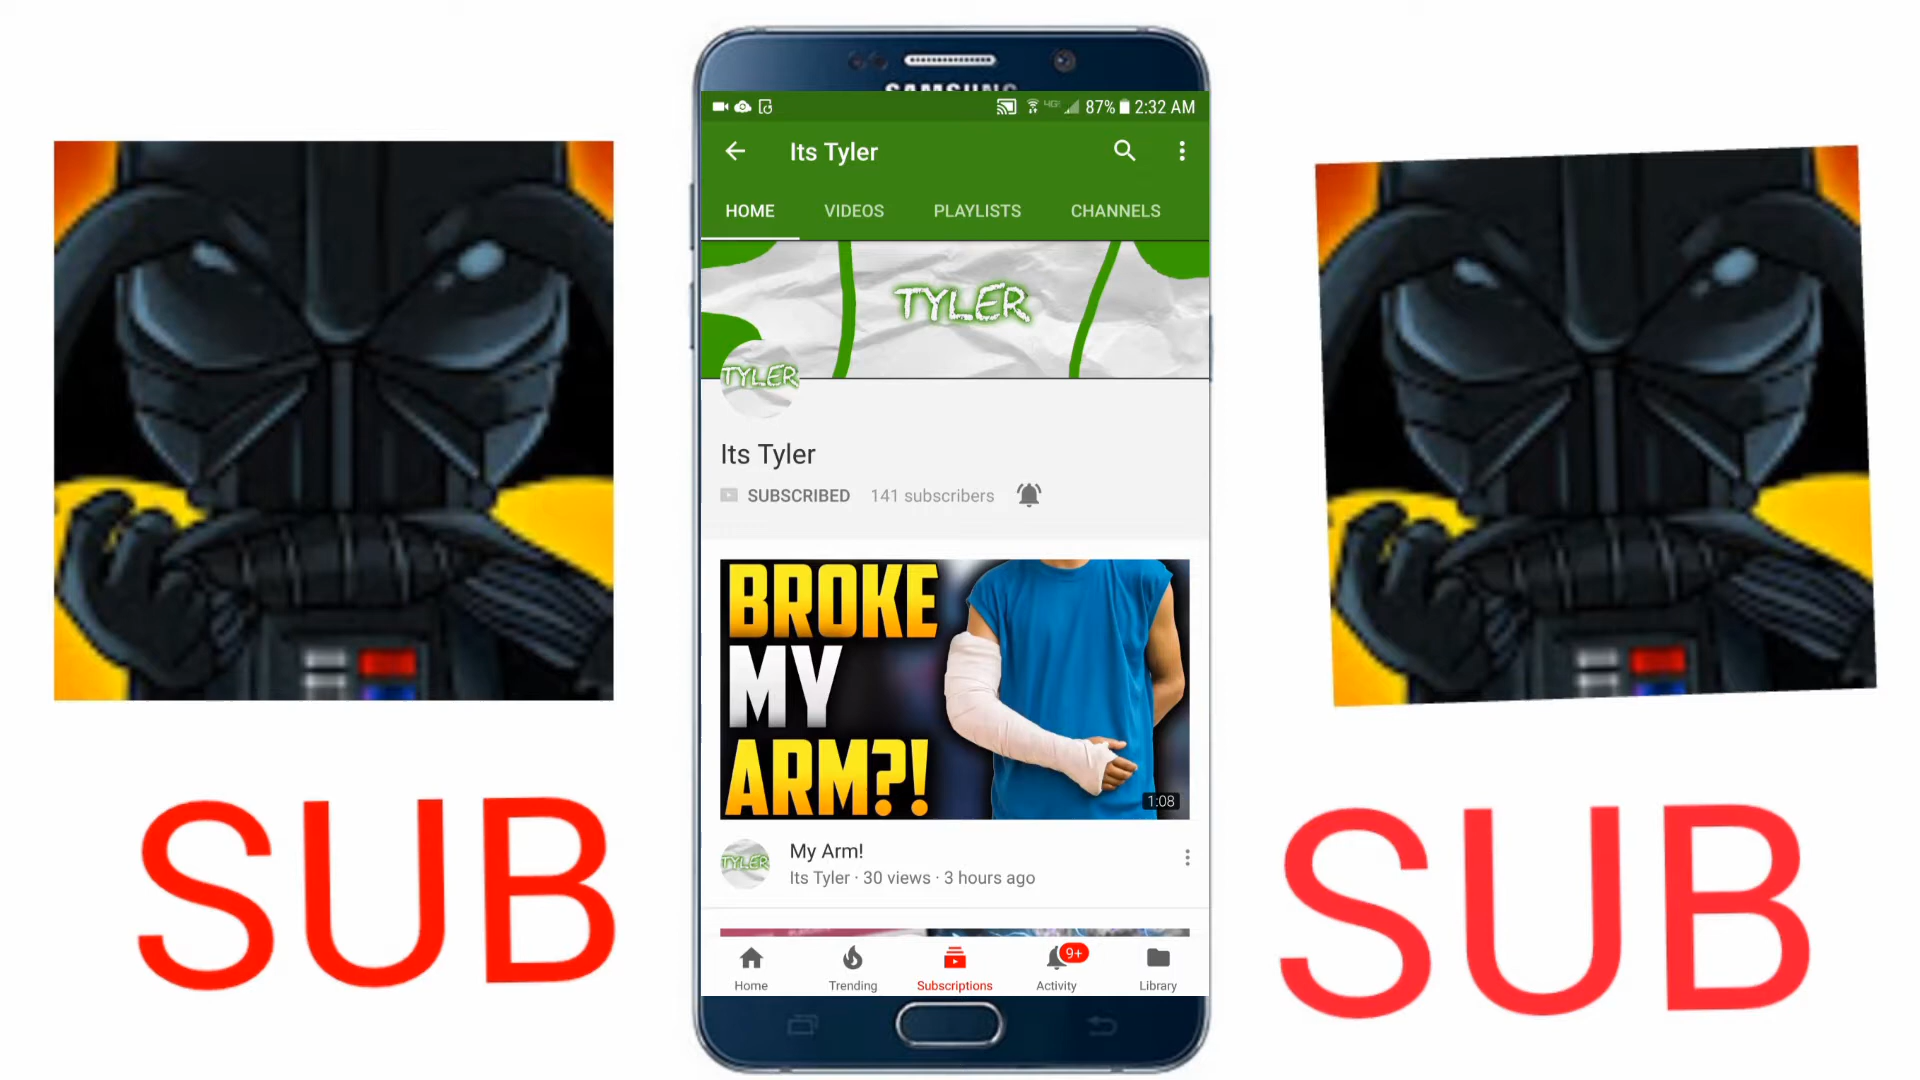 SAMSUNG
4G
87% 2:32 AM
Its Tyler
HOME VIDEOS PLAYLISTS CHANNELS
TYLER
TYLER
Its Tyler
SUBSCRIBED 141 subscribers
BROKE
MY
ARM?!
1:08
TYLER
My Arm!
Its Tyler · 30 views · 3 hours ago
9+
Home Trending Subscriptions Activity Library
SUB
SUB